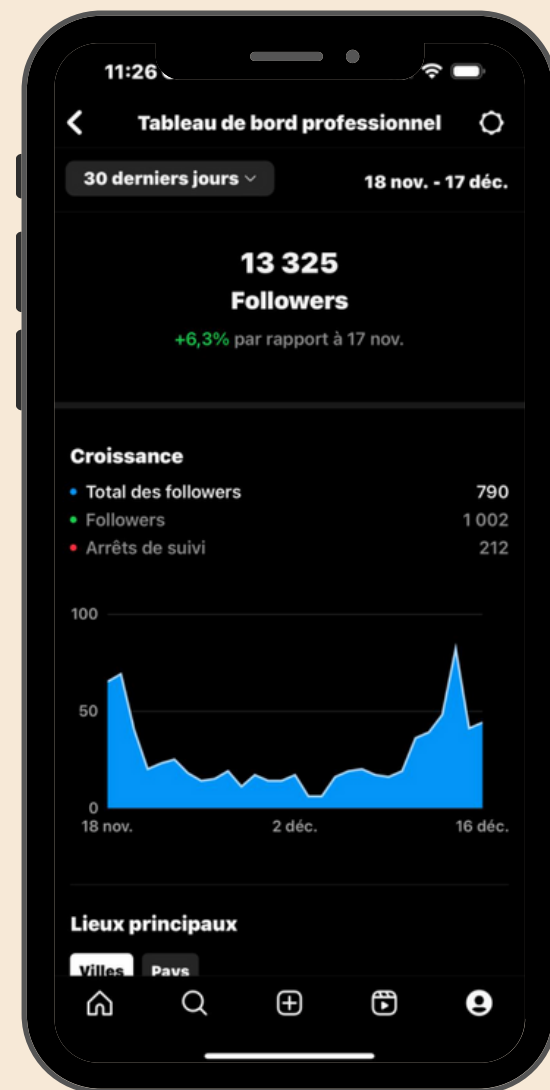 11:26
Tableau de bord professionnel
30 derniers jours
18 nov. - 17 déc.
13 325
Followers
+6,3% par rapport à 17 nov.
Croissance
Total des followers 790
Followers 1 002
Arrêts de suivi 212
100
50
0
18 nov. 2 déc. 16 déc.
Lieux principaux
Villes Pays